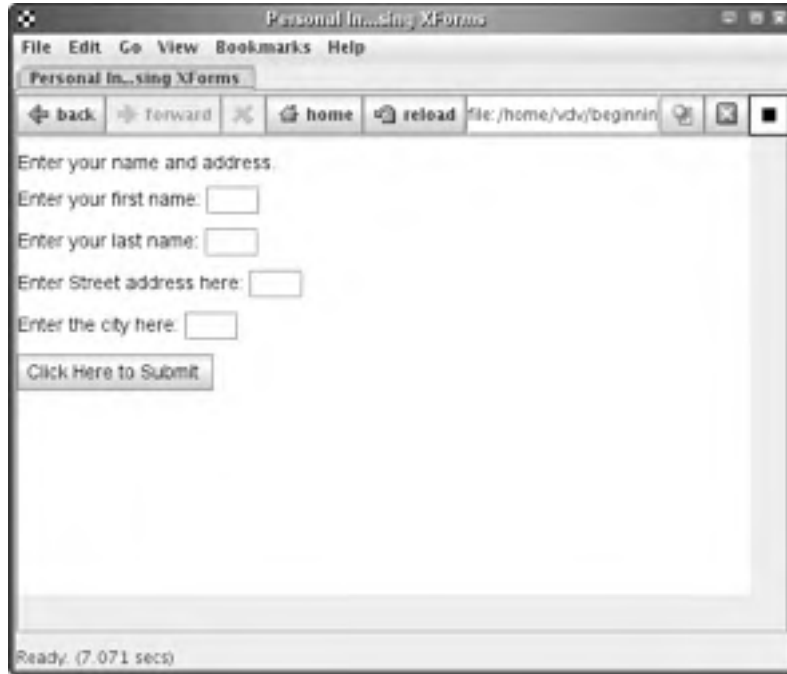 Personal In...sing XForms
File Edit Go View Bookmarks Help
Personal In...sing XForms
back forward home reload file:/home/vdv/beginnin
Enter your name and address.
Enter your first name:
Enter your last name:
Enter Street address here:
Enter the city here:
Click Here to Submit
Ready. (7.071 secs)